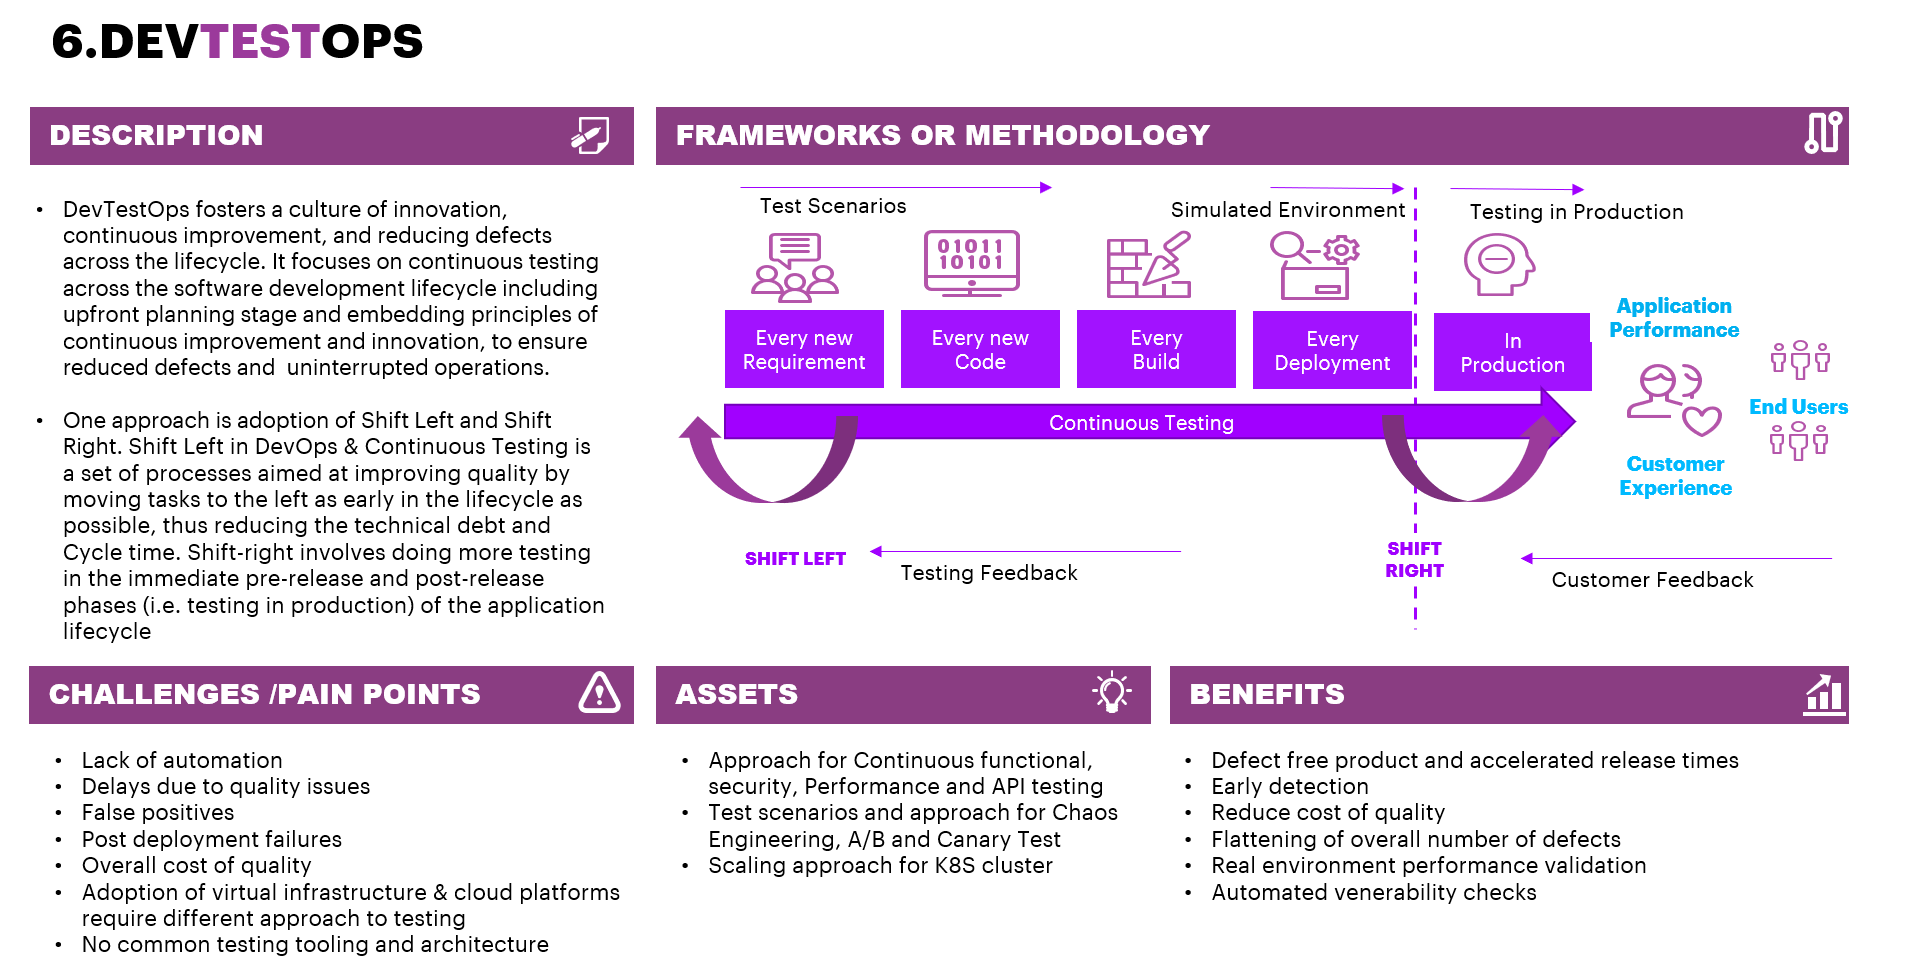 6.DEVTESTOPS
DESCRIPTION
• DevTestOps fosters a culture of innovation,
continuous improvement, and reducing defects
across the lifecycle. It focuses on continuous testing
across the software development lifecycle including
upfront planning stage and embedding principles of
continuous improvement and innovation, to ensure
reduced defects and  uninterrupted operations.
• One approach is adoption of Shift Left and Shift
Right. Shift Left in DevOps & Continuous Testing is
a set of processes aimed at improving quality by
moving tasks to the left as early in the lifecycle as
possible, thus reducing the technical debt and
Cycle time. Shift-right involves doing more testing
in the immediate pre-release and post-release
phases (i.e. testing in production) of the application
lifecycle
FRAMEWORKS OR METHODOLOGY
Test Scenarios
Simulated Environment
Testing in Production
01011
10101
Every new
Requirement
Every new
Code
Every
Build
Every
Deployment
In
Production
Application
Performance
End Users
Customer
Experience
Continuous Testing
SHIFT LEFT
Testing Feedback
SHIFT
RIGHT
Customer Feedback
CHALLENGES /PAIN POINTS
• Lack of automation
• Delays due to quality issues
• False positives
• Post deployment failures
• Overall cost of quality
• Adoption of virtual infrastructure & cloud platforms
require different approach to testing
• No common testing tooling and architecture
ASSETS
• Approach for Continuous functional,
security, Performance and API testing
• Test scenarios and approach for Chaos
Engineering, A/B and Canary Test
• Scaling approach for K8S cluster
BENEFITS
• Defect free product and accelerated release times
• Early detection
• Reduce cost of quality
• Flattening of overall number of defects
• Real environment performance validation
• Automated venerability checks